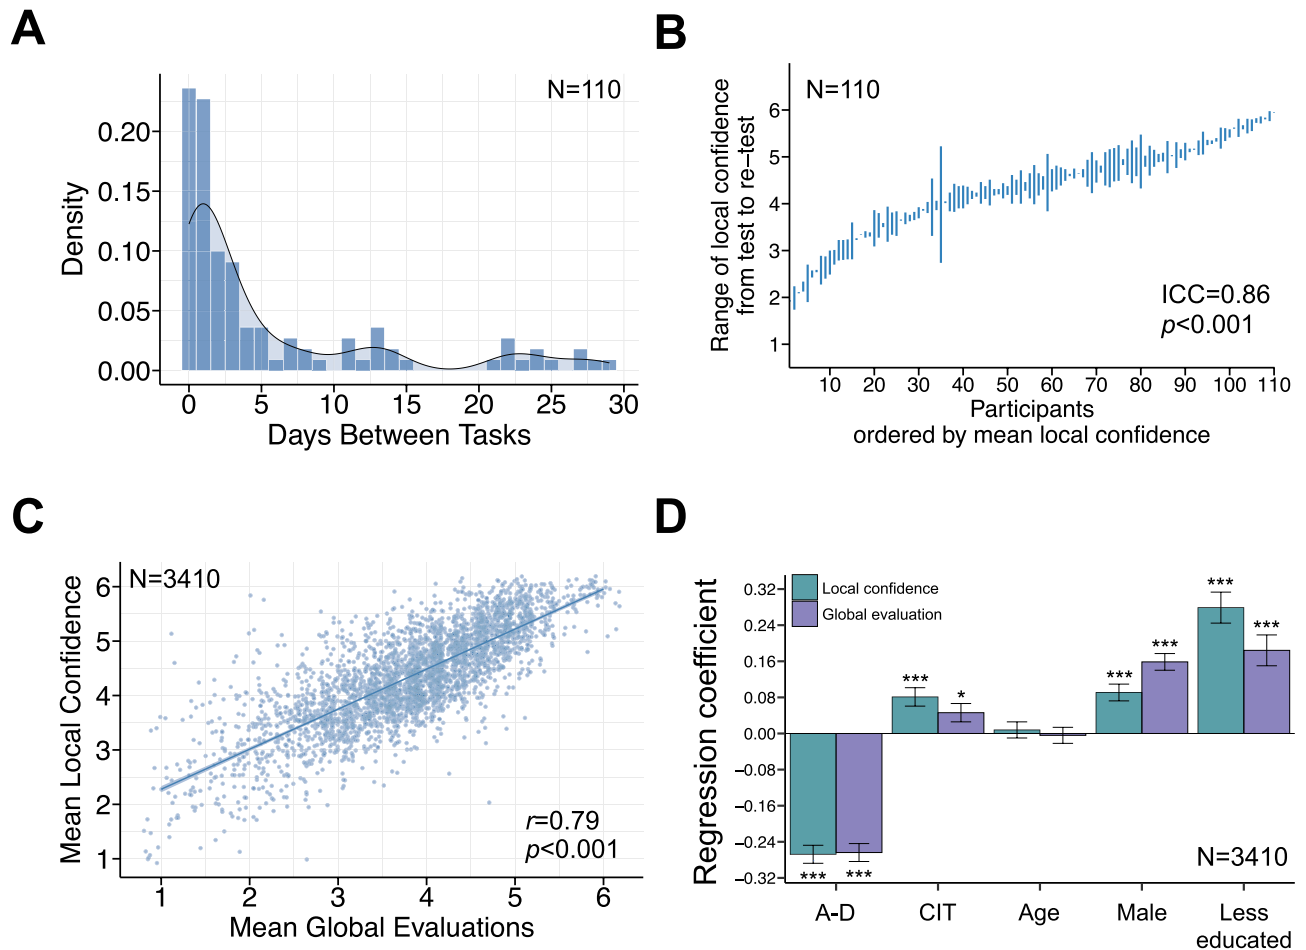 A
N=110
Density
0.20
0.15
0.10
0.05
0.00
0 5 10 15 20 25 30
Days Between Tasks
B
N=110
Range of local confidence
from test to re−test
6
5
4
3
2
1
ICC=0.86
p<0.001
10 20 30 40 50 60 70 80 90 100 110
Participants
ordered by mean local confidence
C
N=3410
Mean Local Confidence
6
5
4
3
2
1
r=0.79
p<0.001
1 2 3 4 5 6
Mean Global Evaluations
D
Regression coefficient
0.32
0.24
0.16
0.08
0.00
−0.08
−0.16
−0.24
−0.32
Local confidence
Global evaluation
*** ***
*** *
*** ***
*** ***
N=3410
A-D CIT Age Male Less
educated